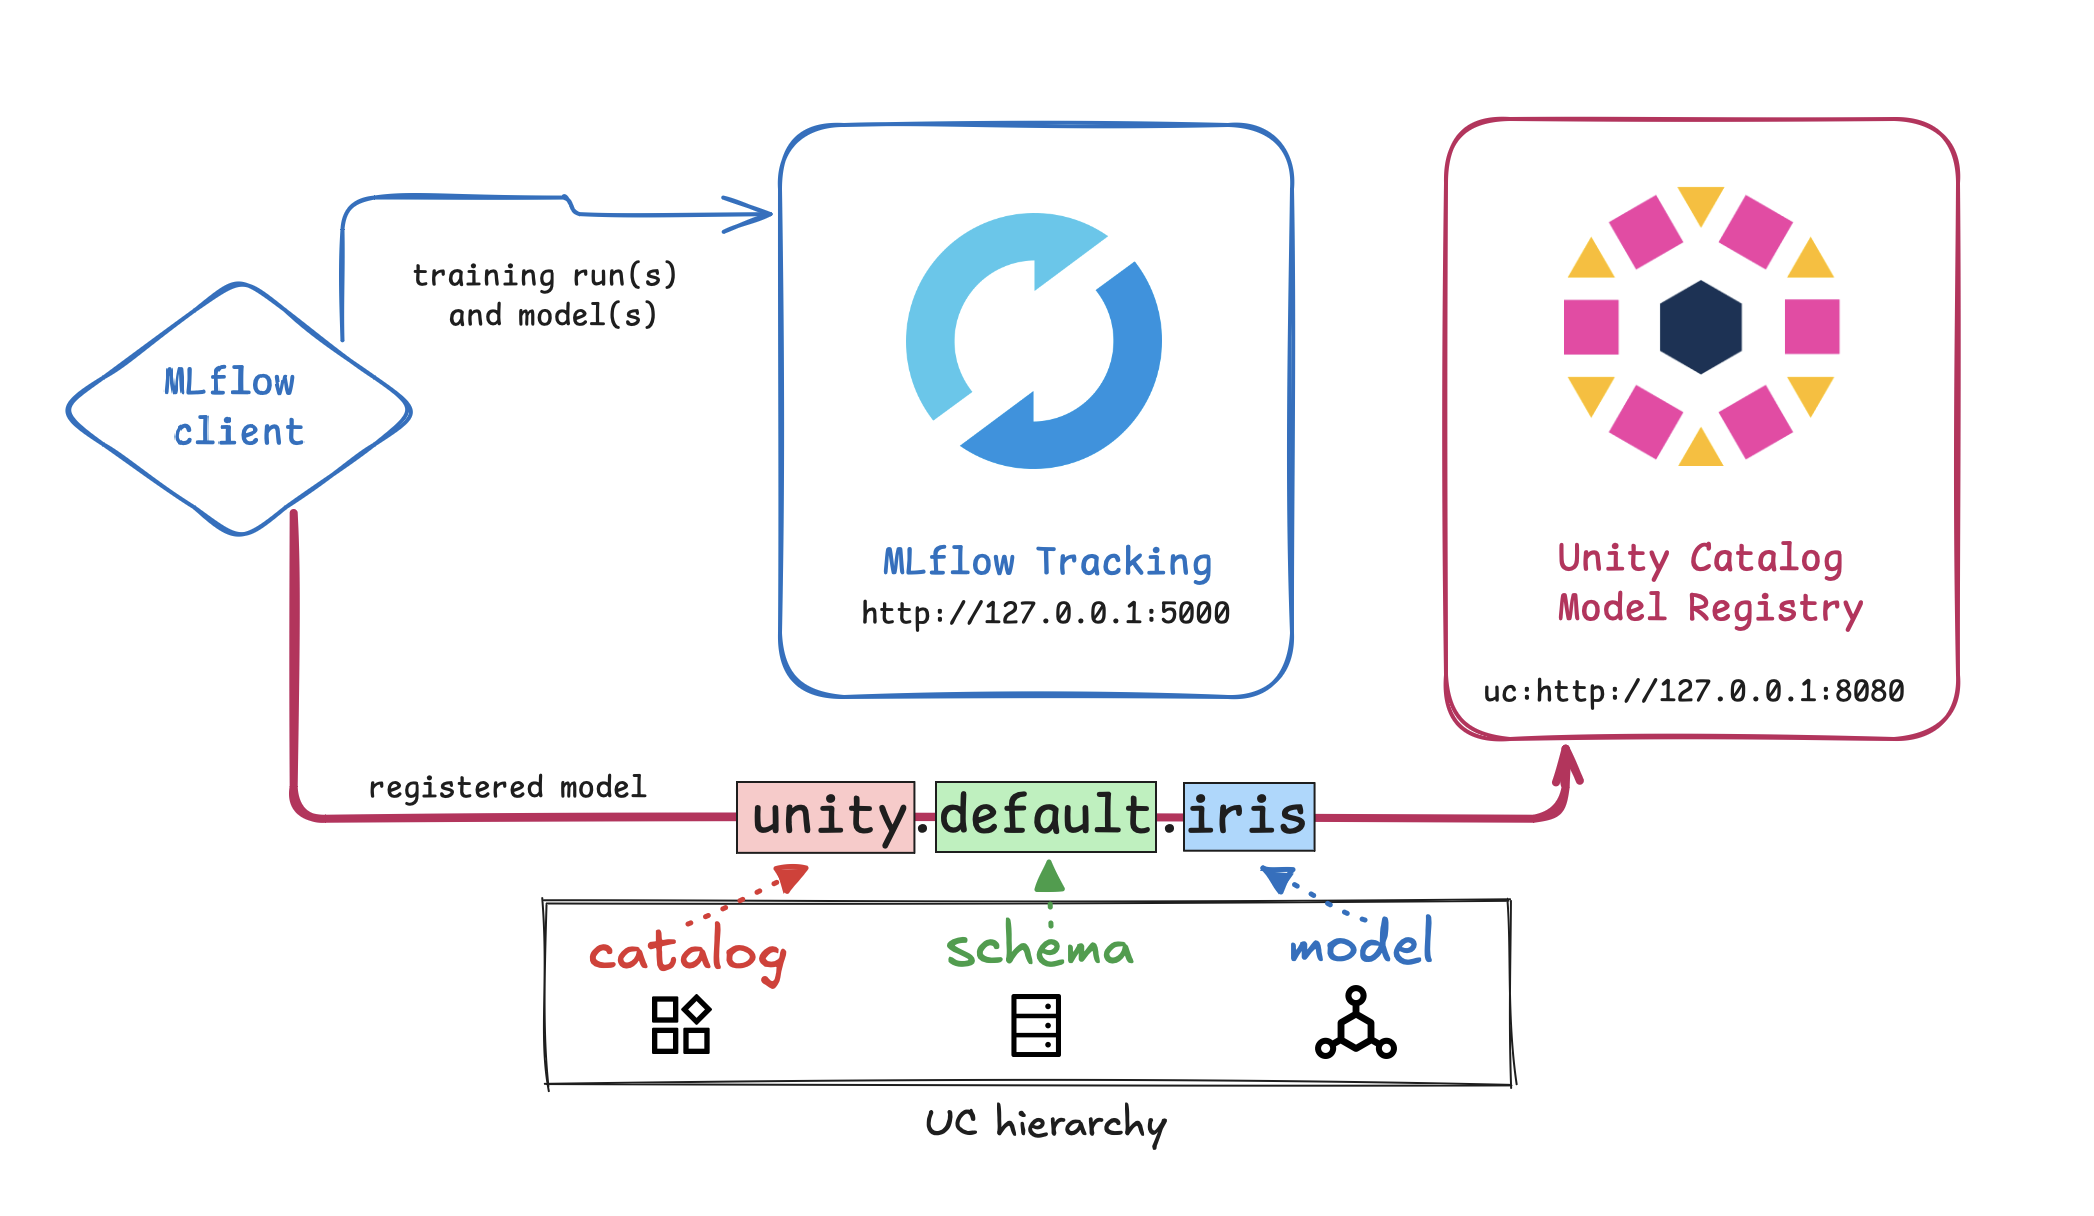 training run(s)
and model(s)
MLflow
client
MLflow Tracking
http://127.0.0.1:5000
Unity Catalog
Model Registry
uc:http://127.0.0.1:8080
registered model
unity.default.iris
catalog
schema
model
UC hierarchy